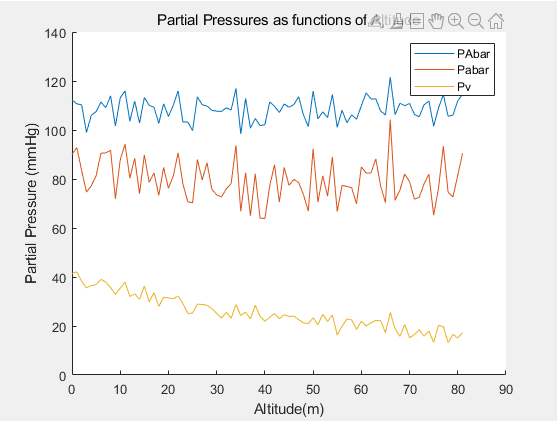 Partial Pressures as functions of Altitude
PAbar
Pabar
Pv
140
120
100
80
60
40
20
0
Partial Pressure (mmHg)
0 10 20 30 40 50 60 70 80 90
Altitude(m)